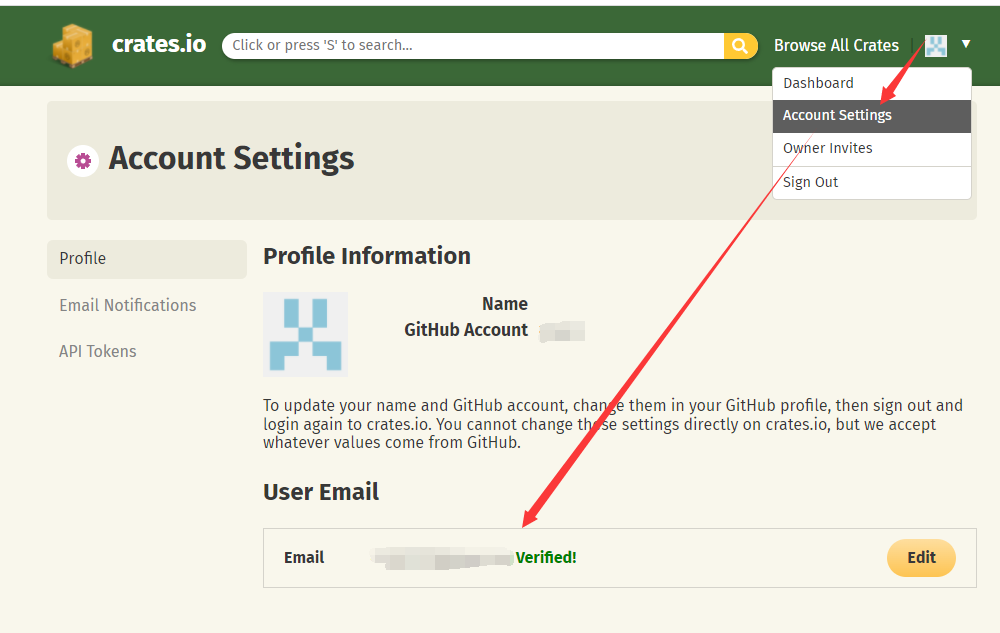 crates.io
Click or press 'S' to search...
Browse All Crates
Dashboard
Account Settings
Owner Invites
Sign Out
Account Settings
Profile
Email Notifications
API Tokens
Profile Information
Name
GitHub Account
To update your name and GitHub account, change them in your GitHub profile, then sign out and
login again to crates.io. You cannot change those settings directly on crates.io, but we accept
whatever values come from GitHub.
User Email
Email Verified! Edit